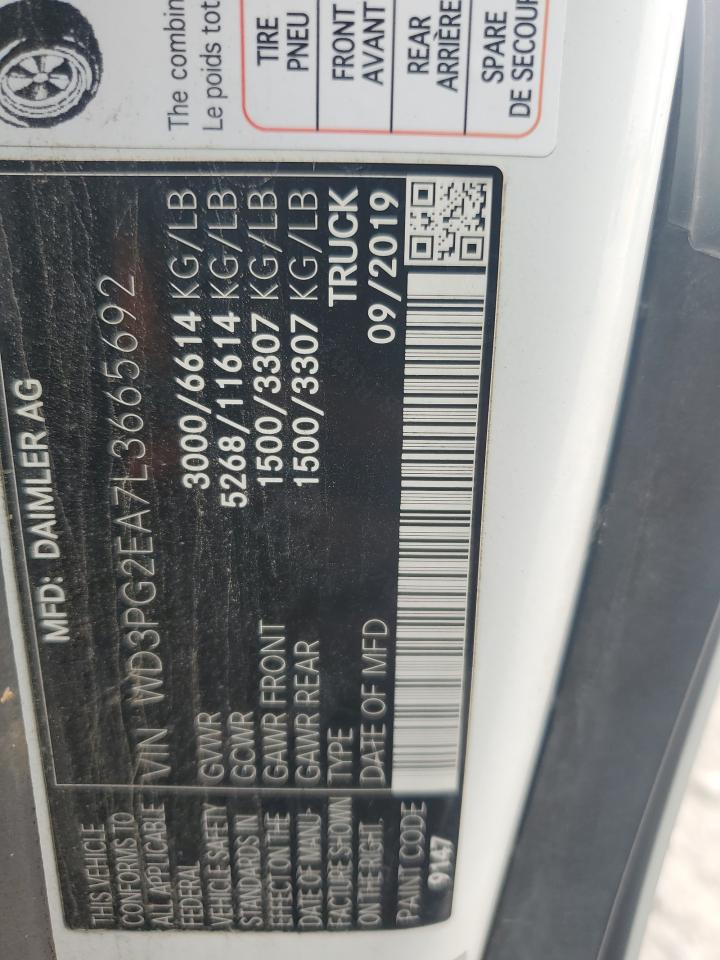 The combin
Le poids tot
TIRE
PNEU
FRONT
AVANT
REAR
ARRIÈRE
SPARE
DE SECOUR
MFD: DAIMLER AG
VIN WD3PG2EA7L3665692
GVWR 3000/6614 KG/LB
GCWR 5268/11614 KG/LB
GAWR FRONT 1500/3307 KG/LB
GAWR REAR 1500/3307 KG/LB
TYPE TRUCK
DATE OF MFD 09/2019
THIS VEHICLE
CONFORMS TO
ALL APPLICABLE
FEDERAL
VEHICLE SAFETY
STANDARDS IN
EFFECT ON THE
DATE OF MANU-
FACTURE SHOWN
ON THE RIGHT.
PAINT CODE
9147